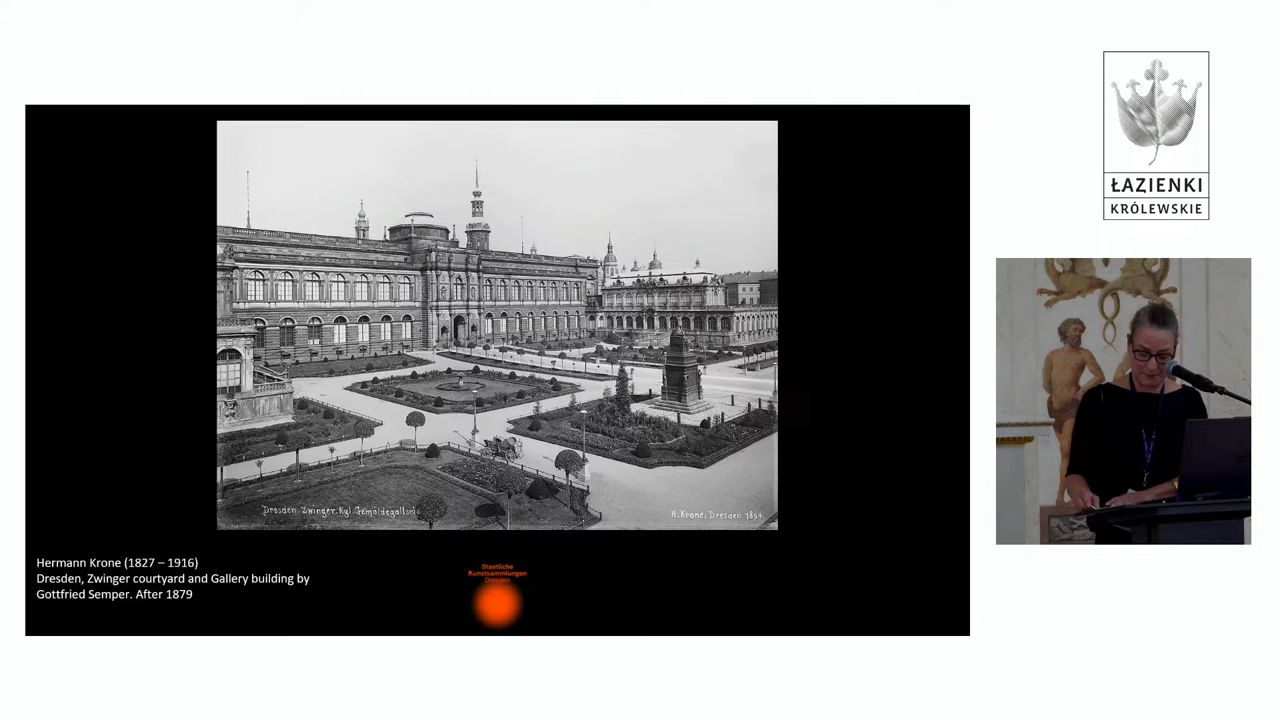 ŁAZIENKI
KRÓLEWSKIE
Dresden. Zwinger. Kgl. Gemäldegallerie
H. Krone, Dresden 1894.
Hermann Krone (1827 – 1916)
Dresden, Zwinger courtyard and Gallery building by
Gottfried Semper. After 1879
Staatliche
Kunstsammlungen
Dresden